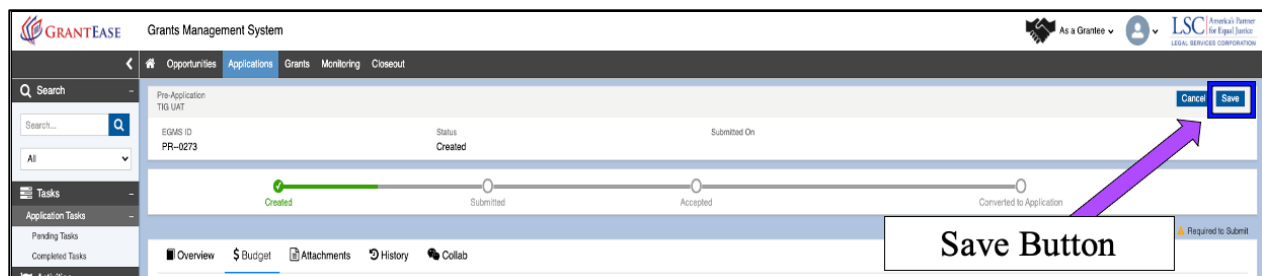 GRANTEASE Grants Management System As a Grantee LSC America's Partner for Equal Justice
LEGAL SERVICES CORPORATION
Opportunities Applications Grants Monitoring Closeout
Search
Pre-Application
TIG UAT
Cancel Save
Search...
EGMS ID Status Submitted On
PR-0273 Created
All
Tasks
Created Submitted Accepted Converted to Application
Application Tasks
Pending Tasks
Required to Submit
Save Button
Completed Tasks
Overview $ Budget Attachments History Collab